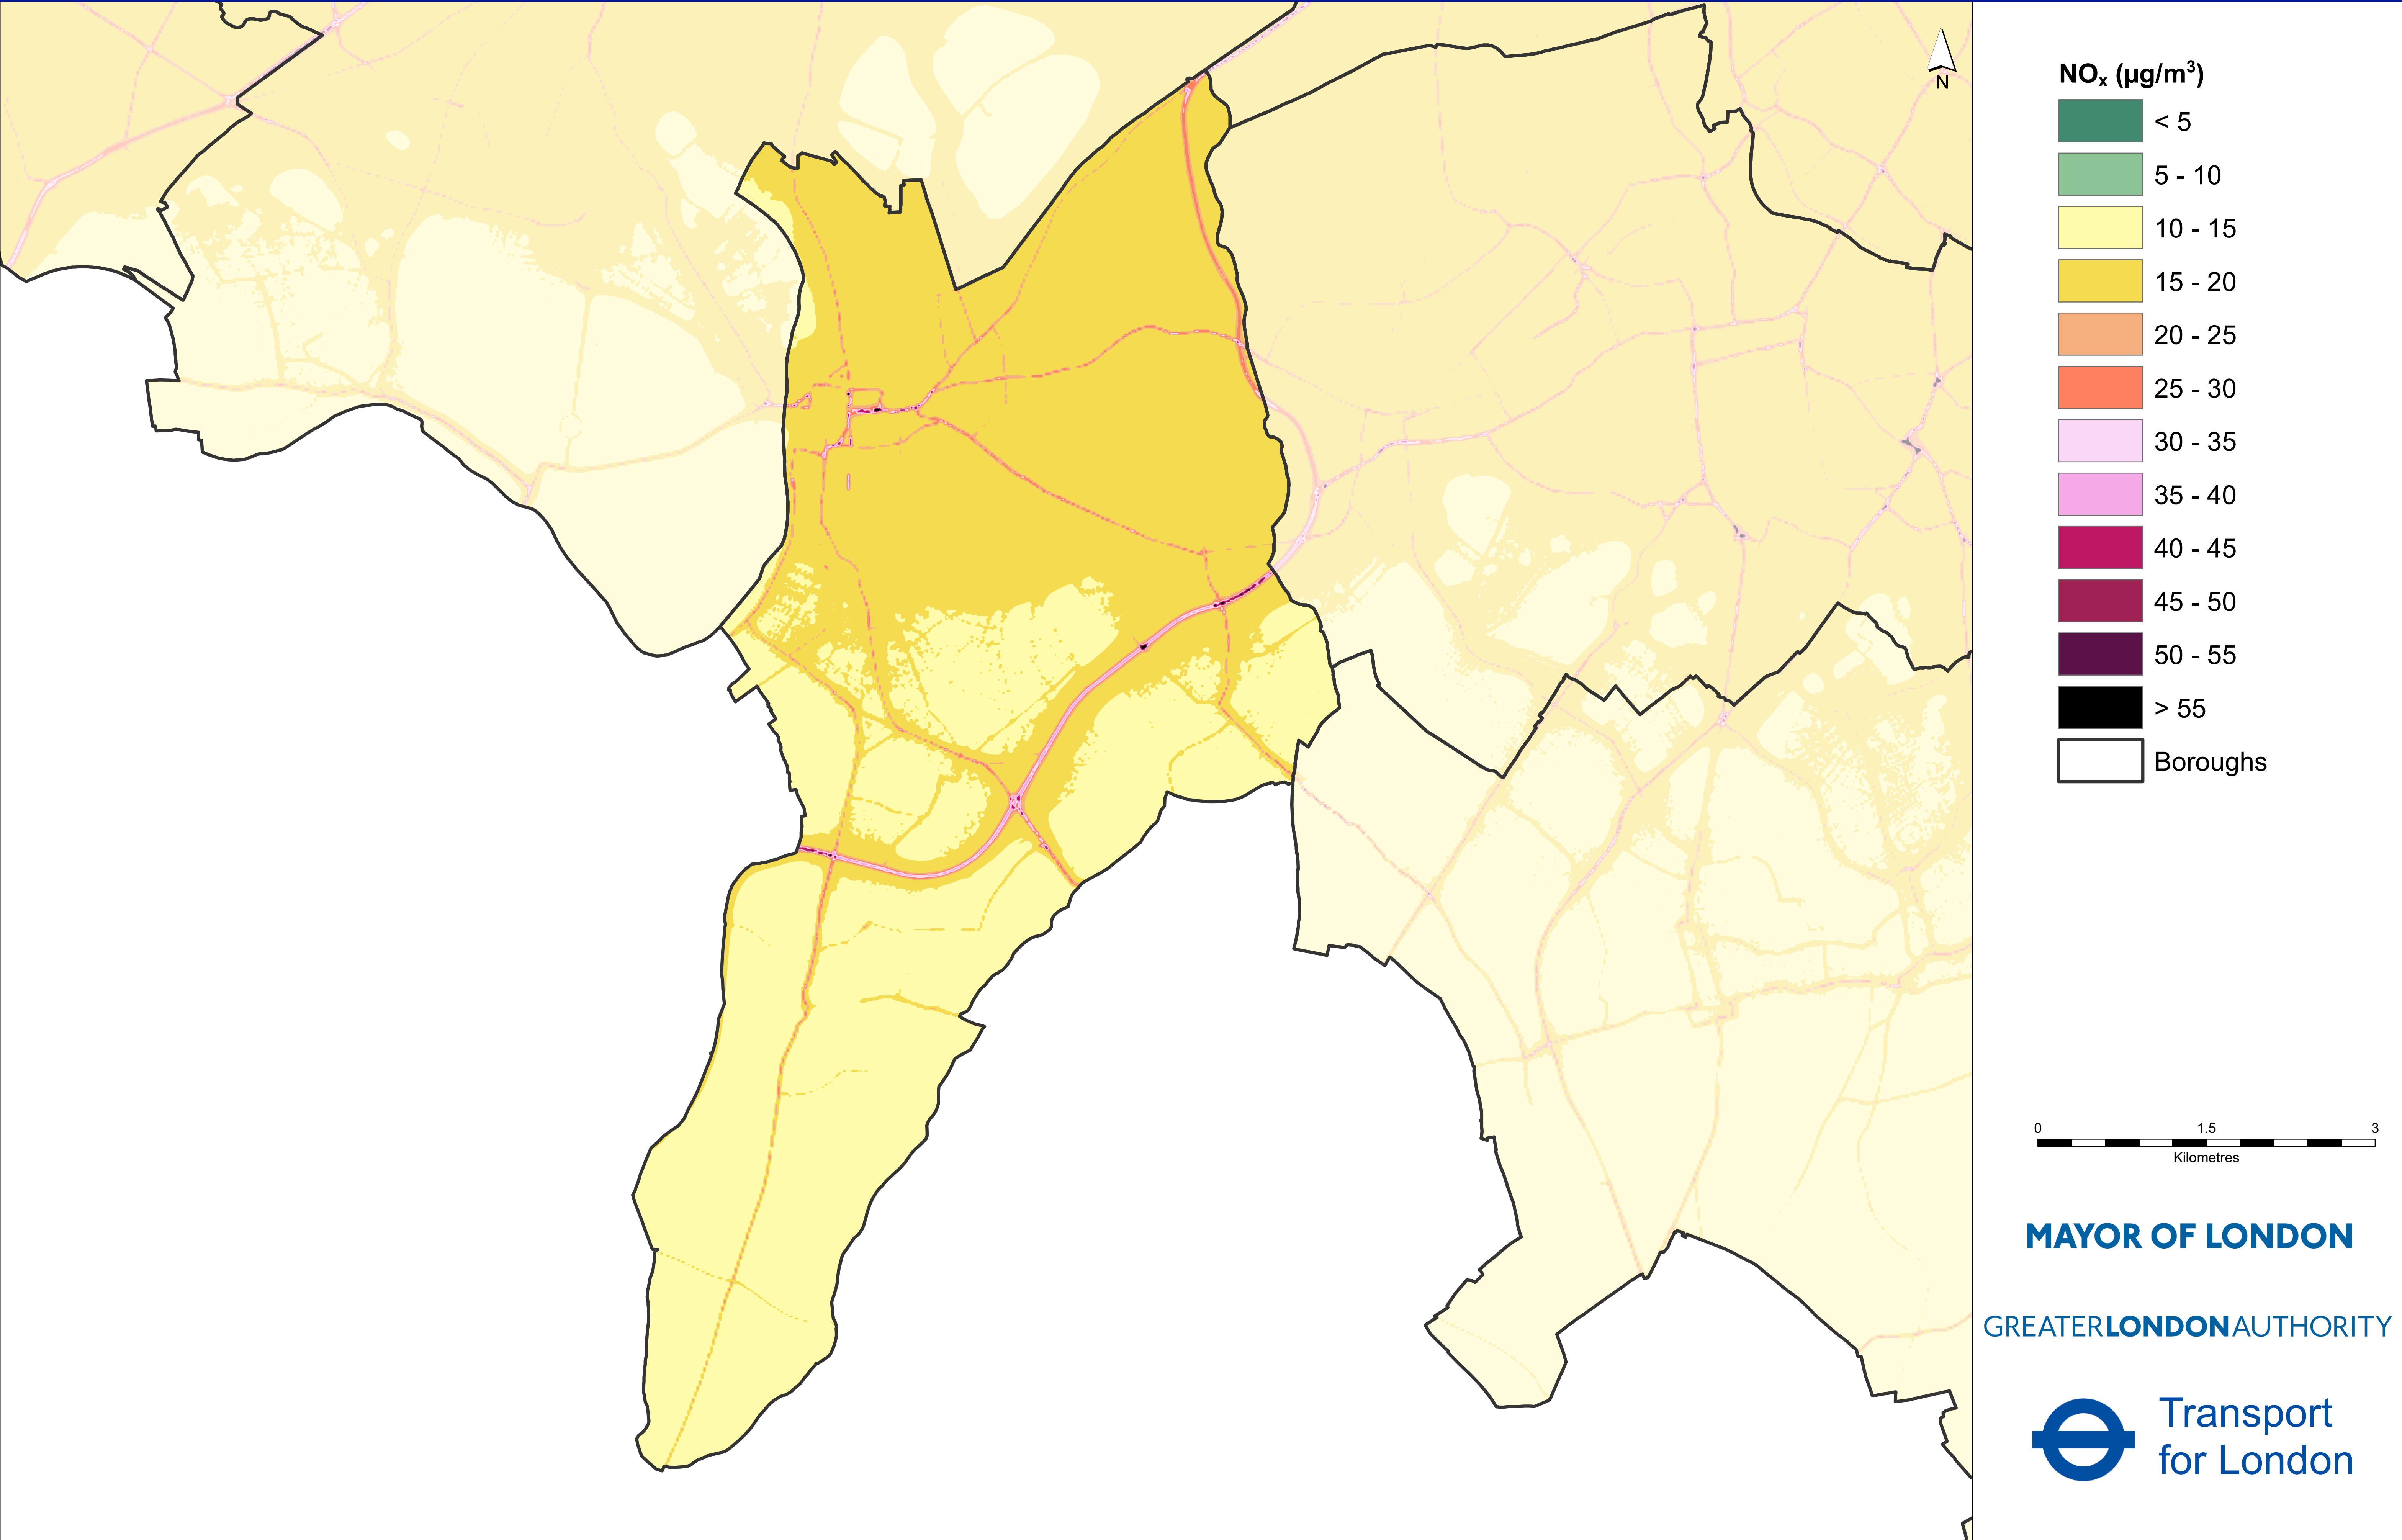 N
NOₓ (µg/m³)
< 5
5 - 10
10 - 15
15 - 20
20 - 25
25 - 30
30 - 35
35 - 40
40 - 45
45 - 50
50 - 55
> 55
Boroughs
0 1.5 3
Kilometres
MAYOR OF LONDON
GREATERLONDONAUTHORITY
Transport
for London